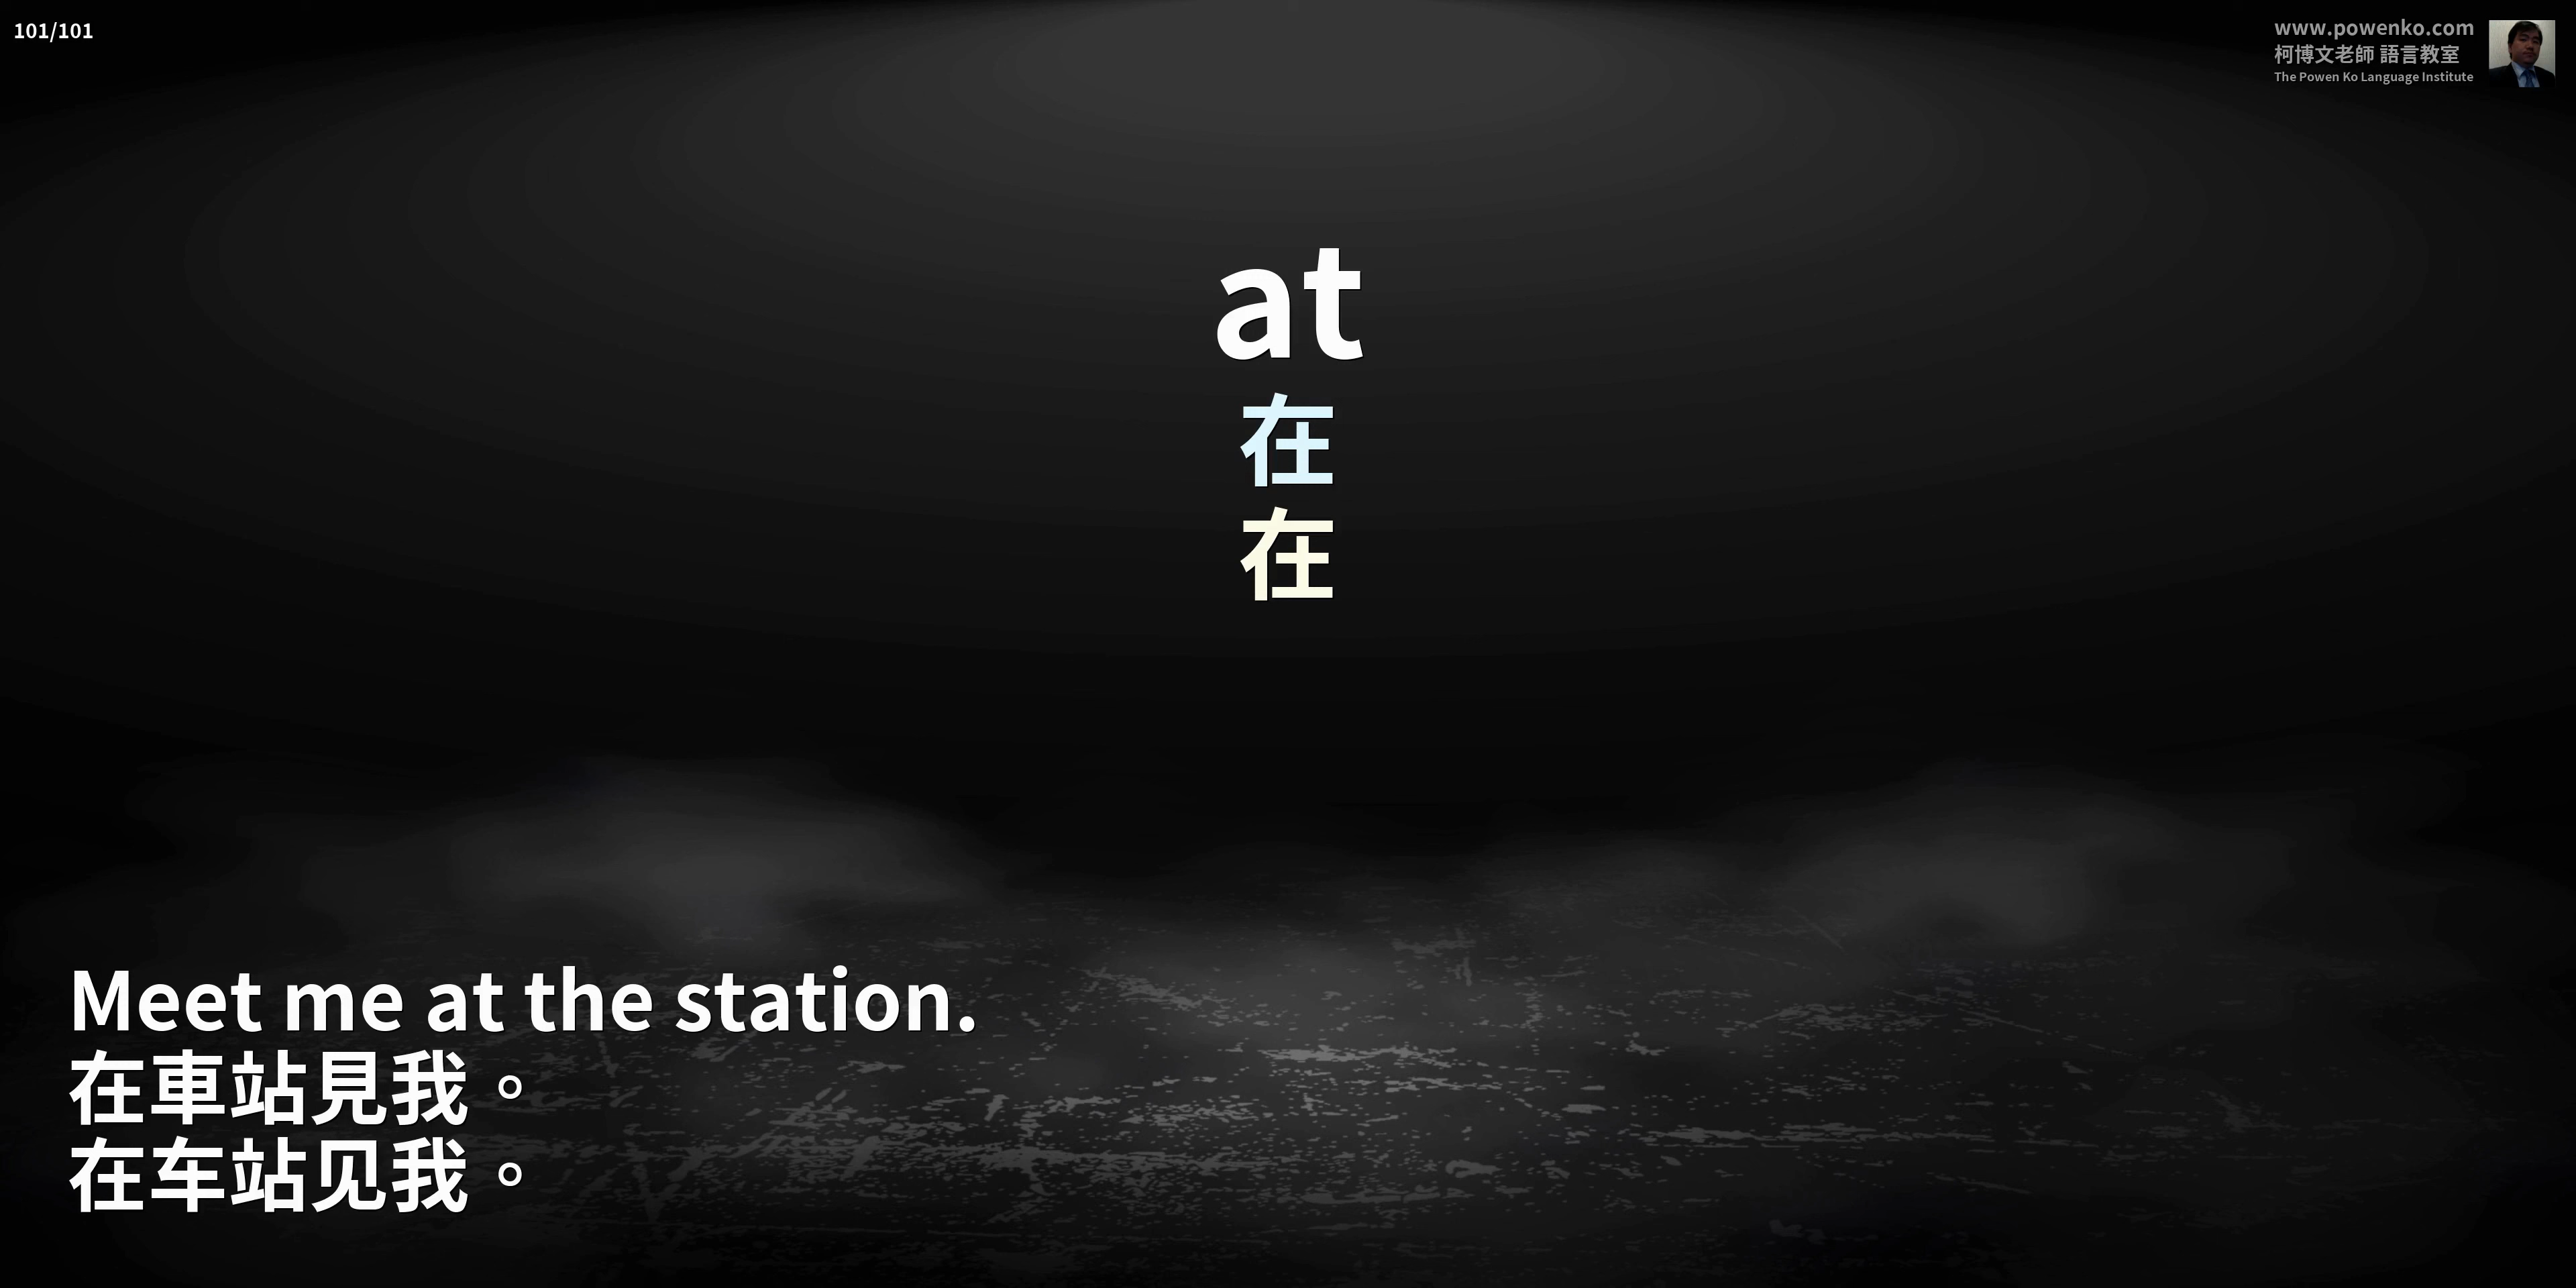 101/101
www.powenko.com
柯博文老師 語言教室
The Powen Ko Language Institute
at
在
在
Meet me at the station.
在車站見我。
在车站见我。